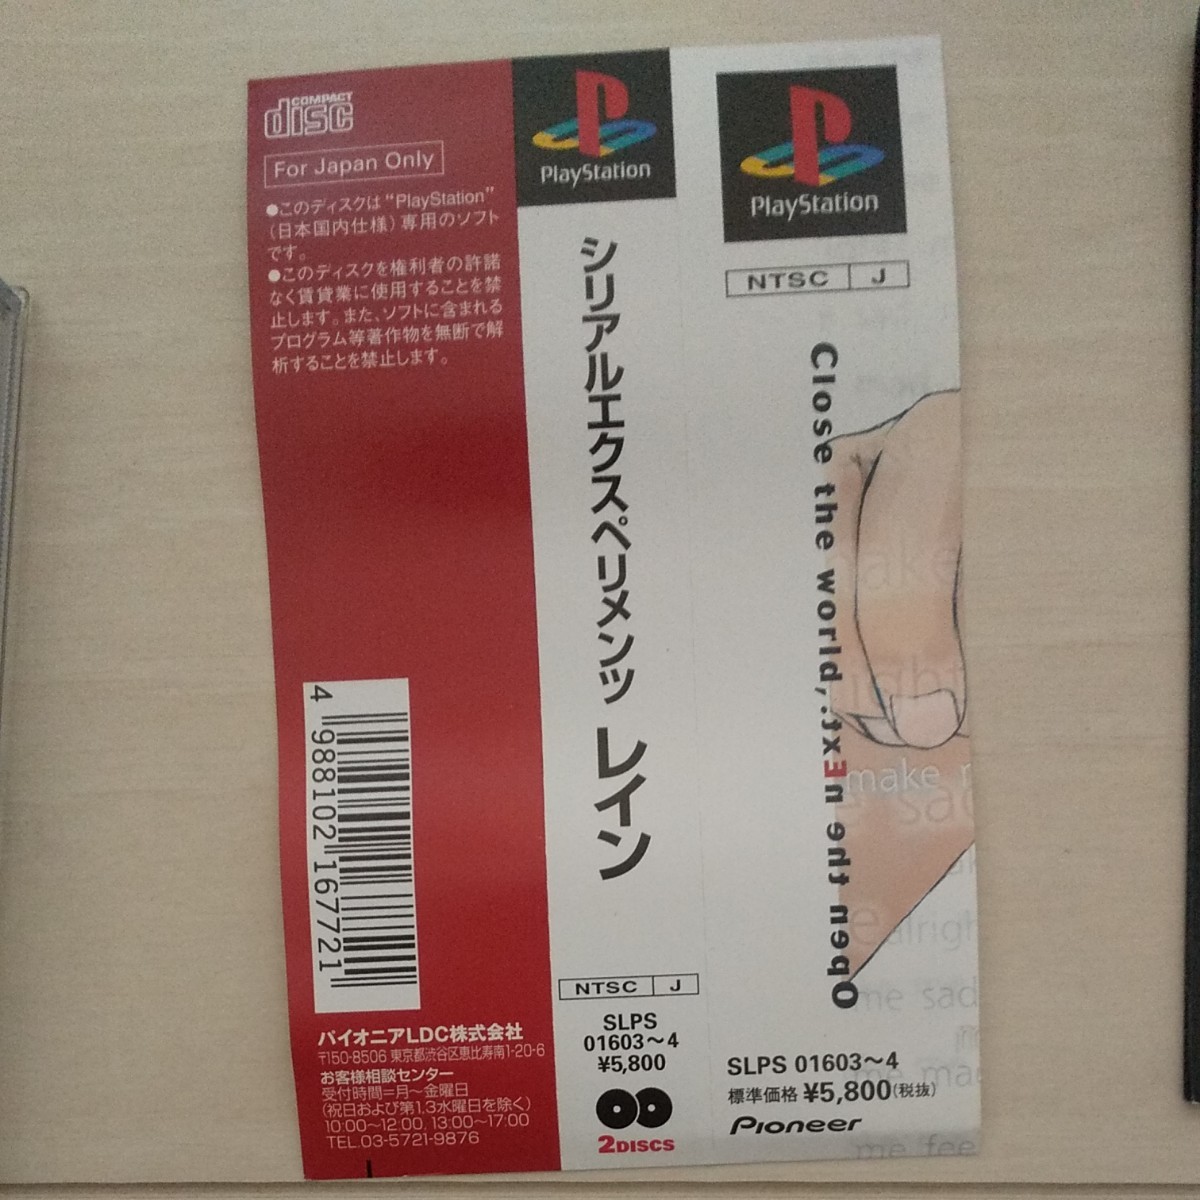 COMPACT
disc
For Japan Only
●このディスクは“PlayStation”
(日本国内仕様)専用のソフト
です。
●このディスクを権利者の許諾
なく賃貸業に使用することを禁
止します。また、ソフトに含まれる
プログラム等著作物を無断で解
析することを禁止します。
4 988102 167721
パイオニアLDC株式会社
〒150-8506 東京都渋谷区恵比寿南1-20-6
お客様相談センター
受付時間=月〜金曜日
(祝日および第1.3水曜日を除く)
10:00〜12:00, 13:00〜17:00
TEL.03-5721-9876
PlayStation
シリアルエクスペリメンツ レイン
NTSC J
SLPS
01603〜4
¥5,800
2DISCS
PlayStation
NTSC J
Close the world,
Open the nExt.
make
right
make
sad
alright
me sad
me mad
me fee
SLPS 01603〜4
標準価格 ¥5,800(税抜)
Pioneer